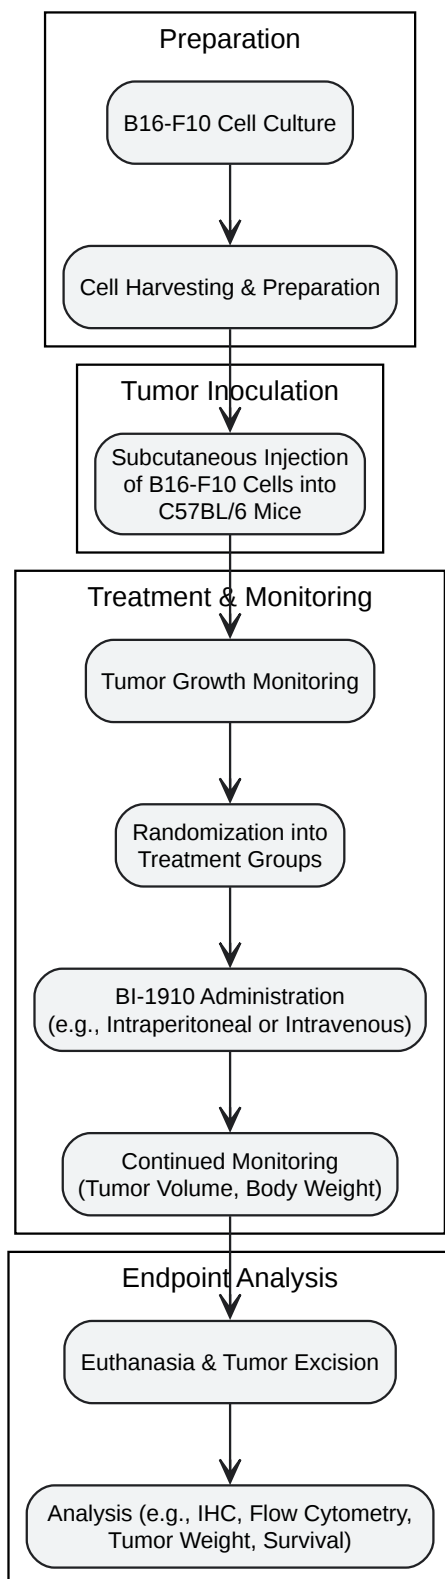 Preparation
B16-F10 Cell Culture
Cell Harvesting & Preparation
Tumor Inoculation
Subcutaneous Injection
of B16-F10 Cells into
C57BL/6 Mice
Treatment & Monitoring
Tumor Growth Monitoring
Randomization into
Treatment Groups
BI-1910 Administration
(e.g., Intraperitoneal or Intravenous)
Continued Monitoring
(Tumor Volume, Body Weight)
Endpoint Analysis
Euthanasia & Tumor Excision
Analysis (e.g., IHC, Flow Cytometry,
Tumor Weight, Survival)